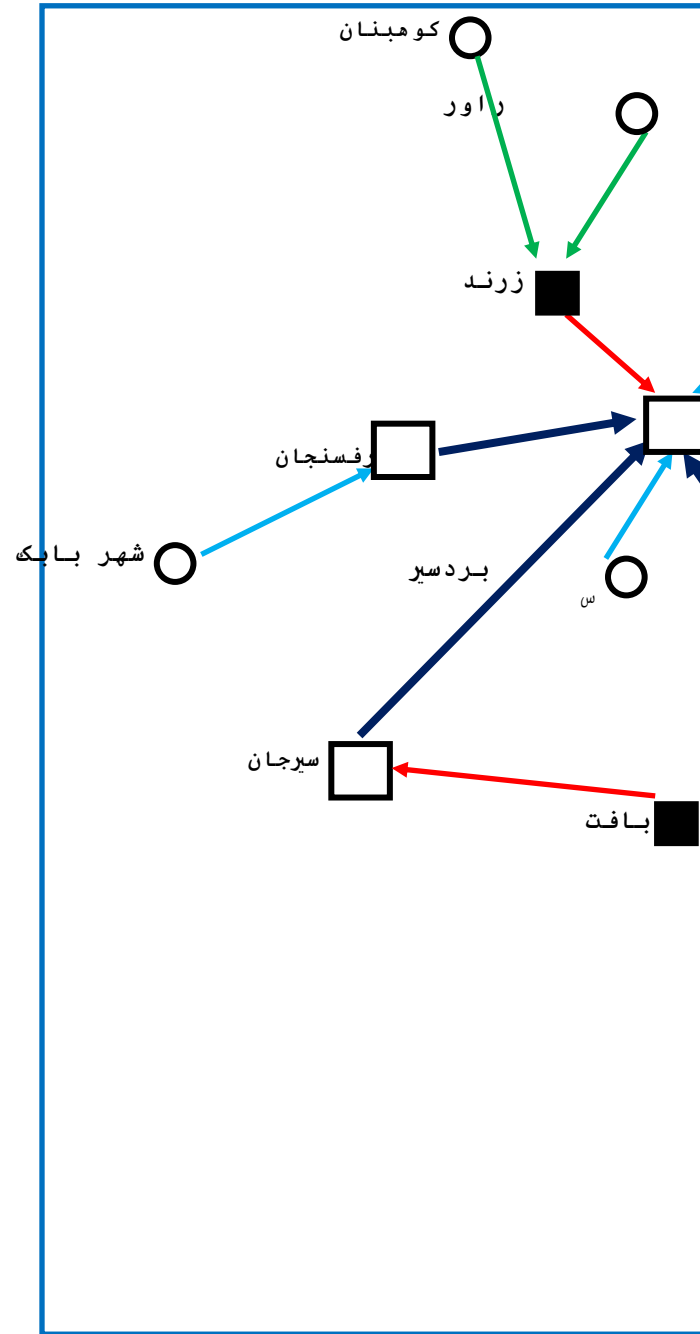 کوهبنان
راور
زرند
رفسنجان
شهر بابک
بردسیر
س
سیرجان
بافت